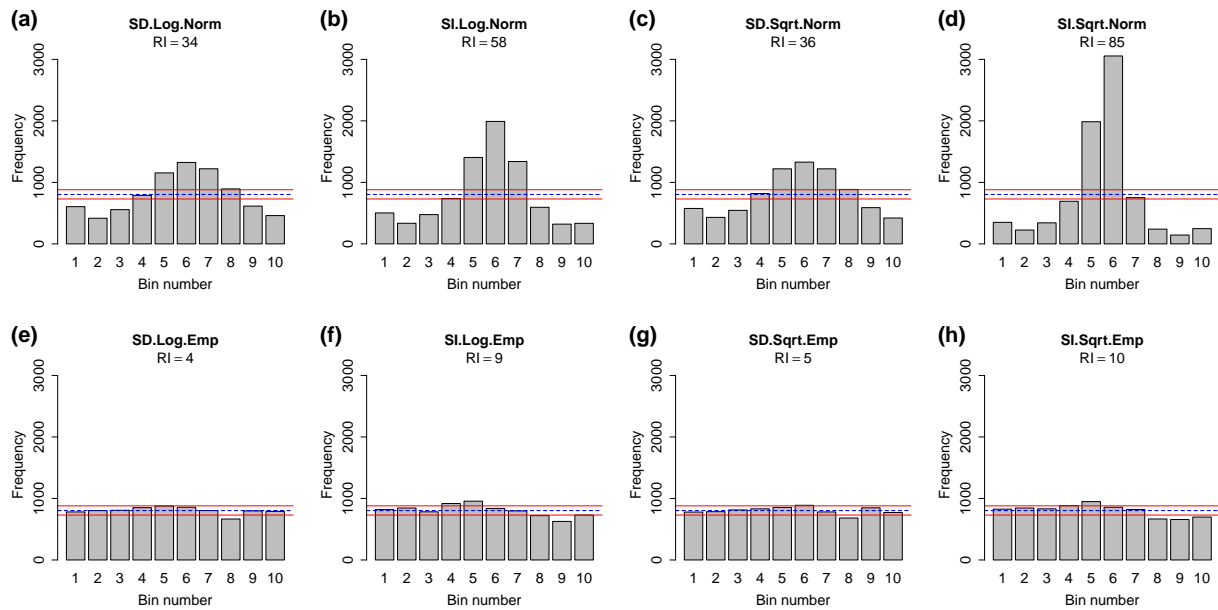 (a)
SD.Log.Norm
RI = 34
Frequency
0 1000 2000 3000
1 2 3 4 5 6 7 8 9 10
Bin number
(b)
SI.Log.Norm
RI = 58
Frequency
0 1000 2000 3000
1 2 3 4 5 6 7 8 9 10
Bin number
(c)
SD.Sqrt.Norm
RI = 36
Frequency
0 1000 2000 3000
1 2 3 4 5 6 7 8 9 10
Bin number
(d)
SI.Sqrt.Norm
RI = 85
Frequency
0 1000 2000 3000
1 2 3 4 5 6 7 8 9 10
Bin number
(e)
SD.Log.Emp
RI = 4
Frequency
0 1000 2000 3000
1 2 3 4 5 6 7 8 9 10
Bin number
(f)
SI.Log.Emp
RI = 9
Frequency
0 1000 2000 3000
1 2 3 4 5 6 7 8 9 10
Bin number
(g)
SD.Sqrt.Emp
RI = 5
Frequency
0 1000 2000 3000
1 2 3 4 5 6 7 8 9 10
Bin number
(h)
SI.Sqrt.Emp
RI = 10
Frequency
0 1000 2000 3000
1 2 3 4 5 6 7 8 9 10
Bin number